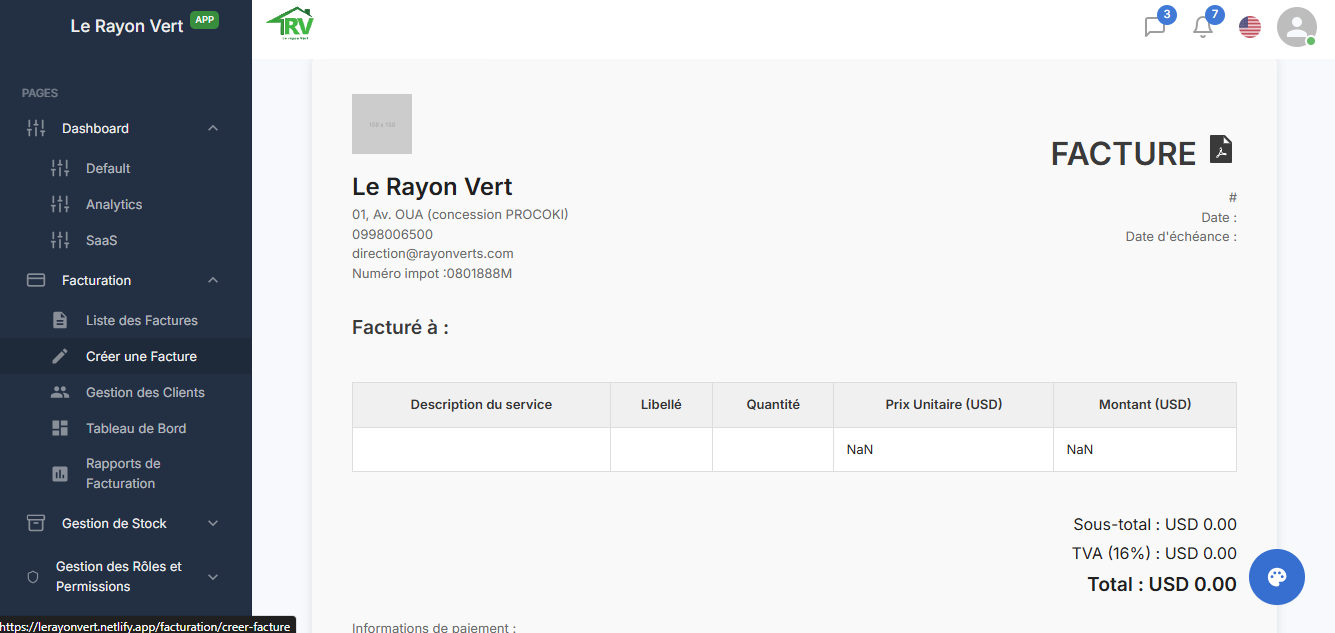 Le Rayon Vert APP
RV
Le rayon Vert
3
7
PAGES
Dashboard
Default
Analytics
SaaS
Facturation
Liste des Factures
Créer une Facture
Gestion des Clients
Tableau de Bord
Rapports de
Facturation
Gestion de Stock
Gestion des Rôles et
Permissions
https://lerayonvert.netlify.app/facturation/creer-facture
FACTURE
Le Rayon Vert
01, Av. OUA (concession PROCOKI)
0998006500
direction@rayonverts.com
Numéro impot :0801888M
#
Date :
Date d'échéance :
Facturé à :
Description du service Libellé Quantité Prix Unitaire (USD) Montant (USD)
NaN NaN
Sous-total : USD 0.00
TVA (16%) : USD 0.00
Total : USD 0.00
Informations de paiement :